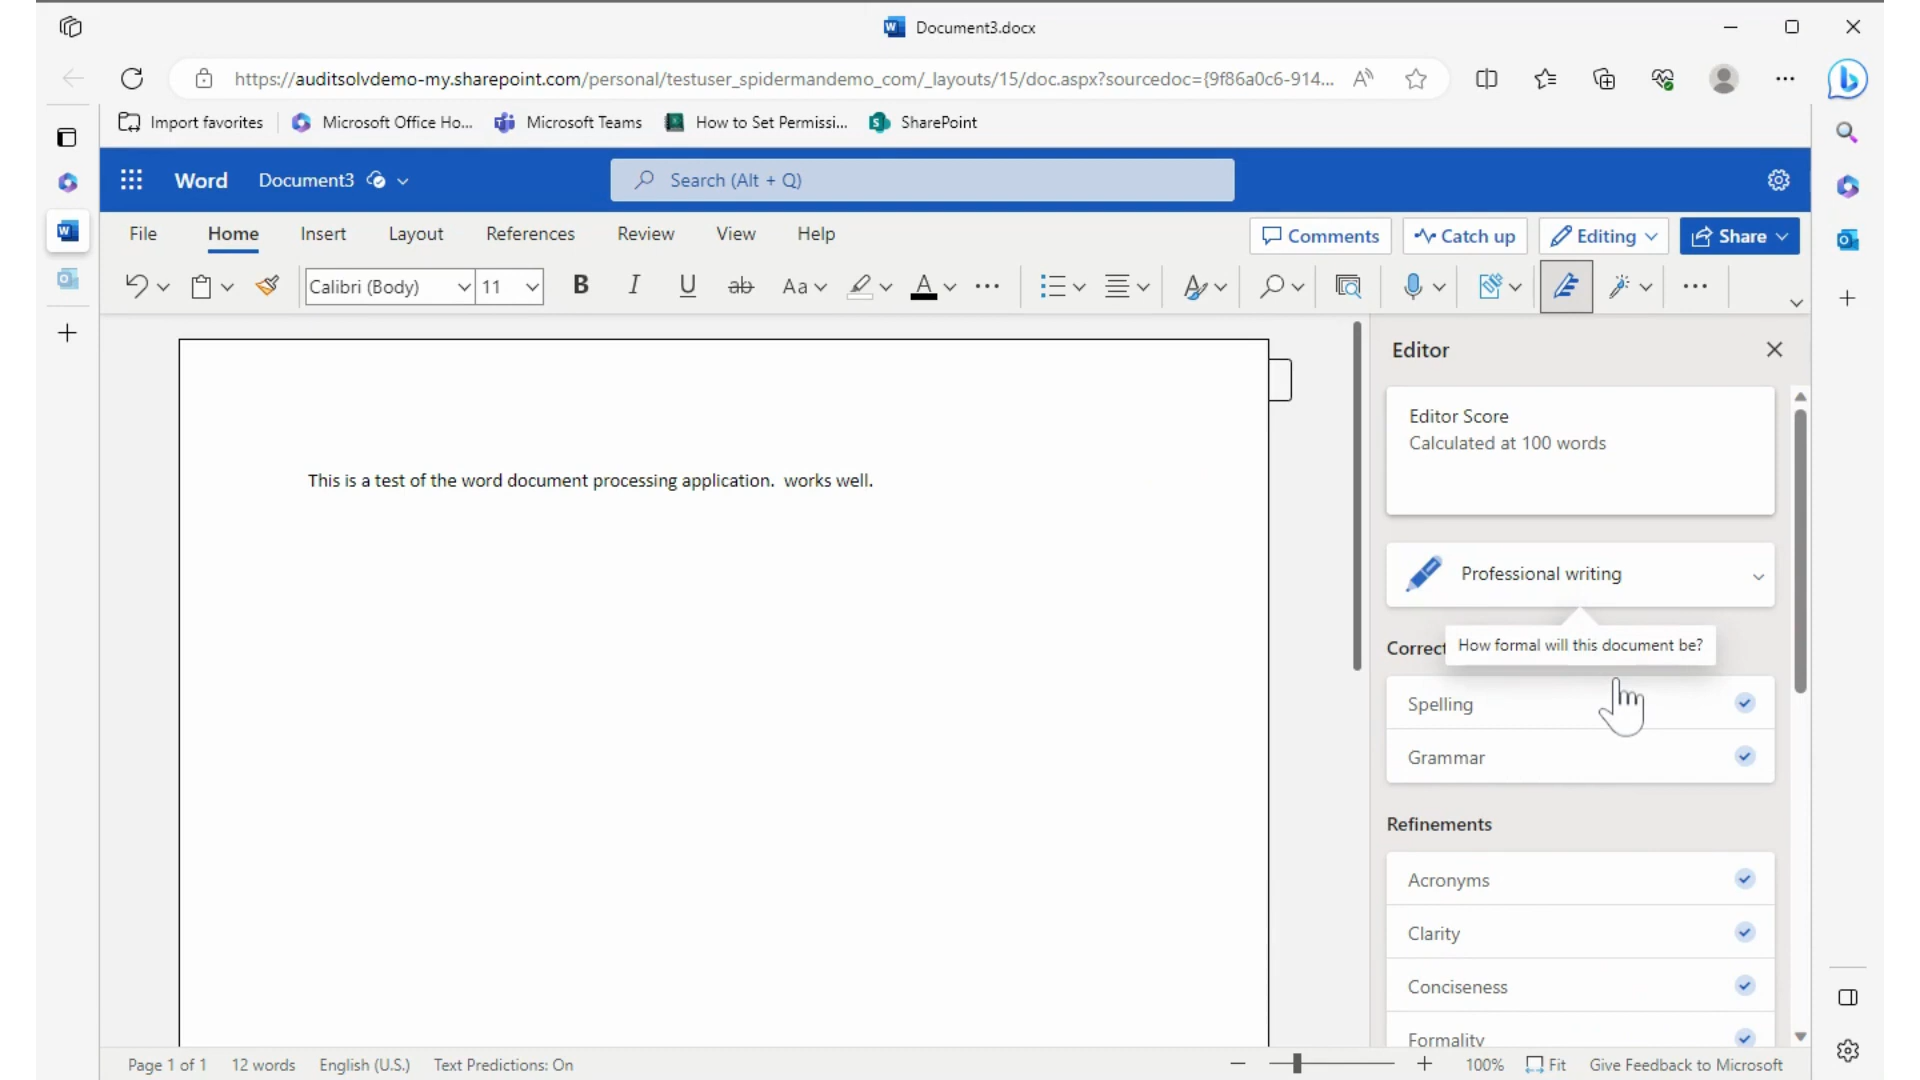 Document3.docx
https://auditsolvdemo-my.sharepoint.com/personal/testuser_spidermandemo_com/_layouts/15/doc.aspx?sourcedoc={9f86a0c6-914...
Import favorites Microsoft Office Ho... Microsoft Teams How to Set Permissi... SharePoint
Word Document3 Search (Alt + Q)
File Home Insert Layout References Review View Help Comments Catch up Editing Share
Calibri (Body) 11 B I U ab Aa A
Editor
Editor Score
Calculated at 100 words
This is a test of the word document processing application.  works well.
Professional writing
How formal will this document be?
Correct
Spelling
Grammar
Refinements
Acronyms
Clarity
Conciseness
Formality
Page 1 of 1 12 words English (U.S.) Text Predictions: On 100% Fit Give Feedback to Microsoft